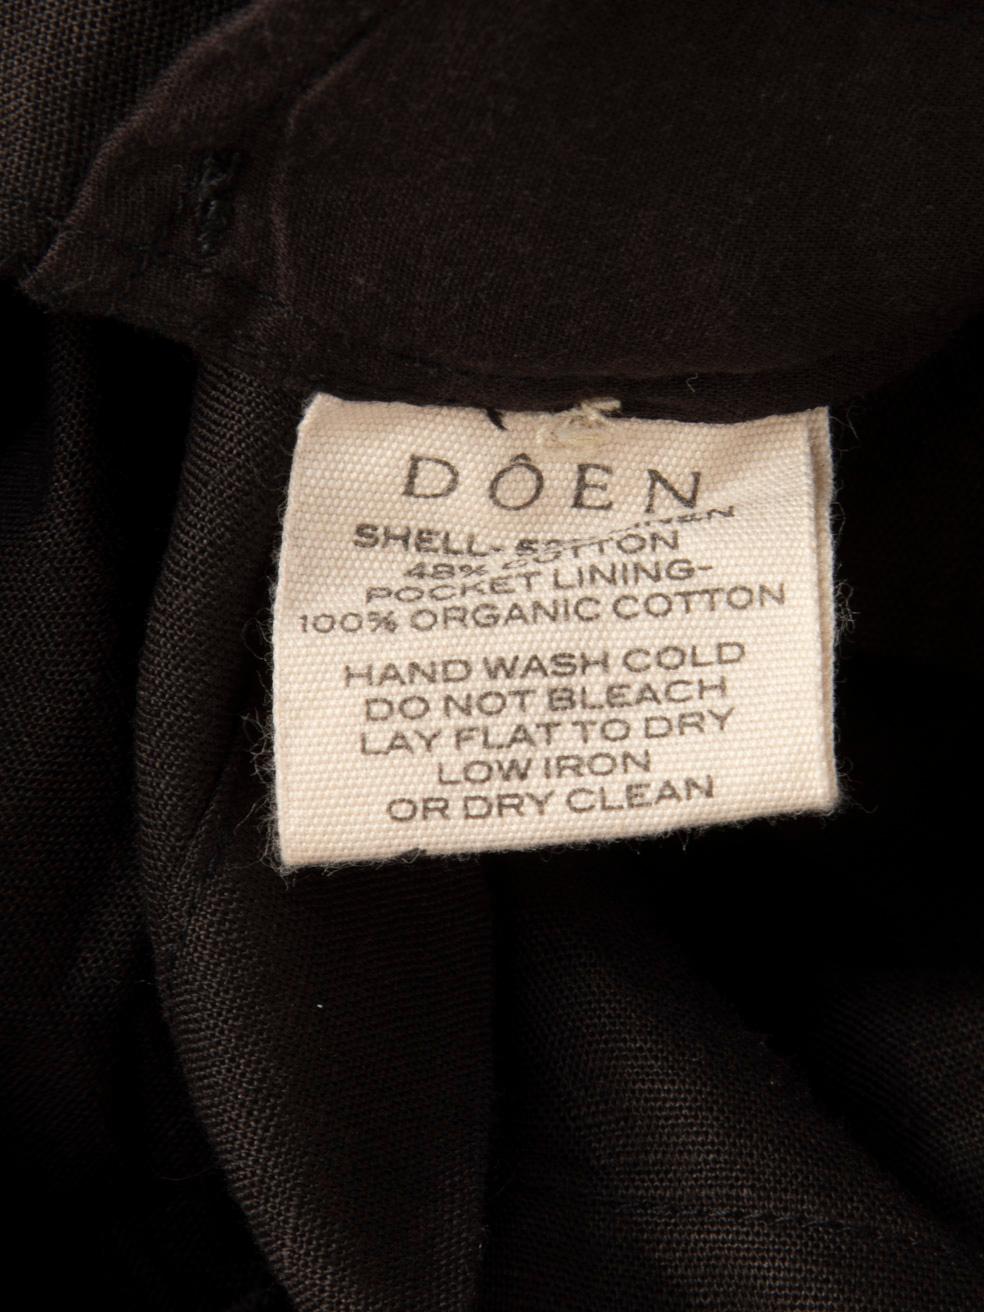 DÔEN
SHELL-
48% COTTON
POCKET LINING-
100% ORGANIC COTTON
HAND WASH COLD
DO NOT BLEACH
LAY FLAT TO DRY
LOW IRON
OR DRY CLEAN